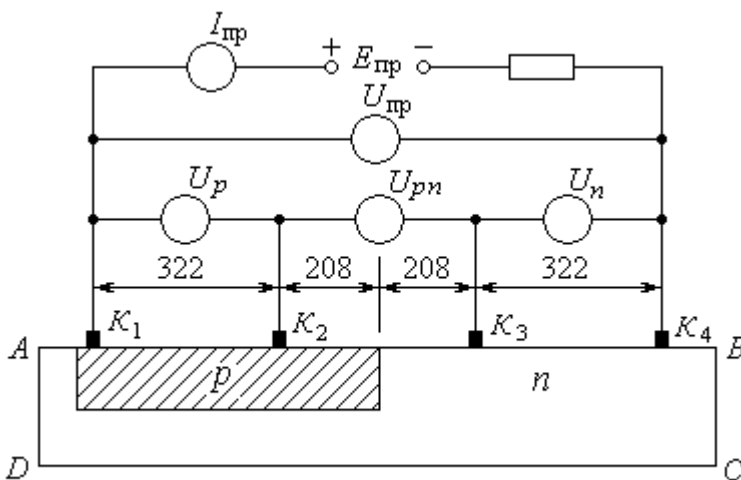 Iпр
+ Eпр −
Uпр
Up Upn Un
322 208 208 322
K1 K2 K3 K4
A p n B
D C